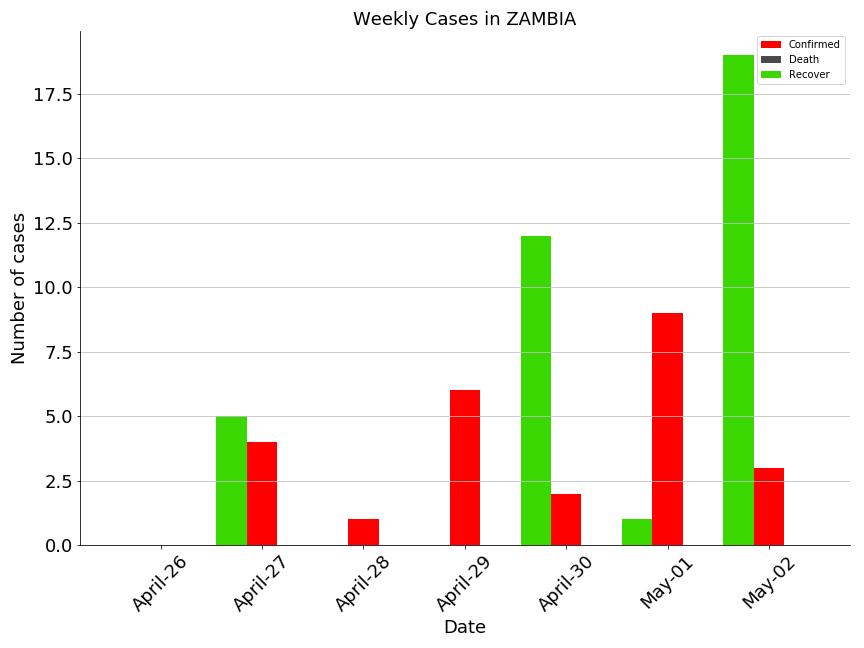 Weekly Cases in ZAMBIA
Confirmed
Death
Recover
Number of cases
17.5
15.0
12.5
10.0
7.5
5.0
2.5
0.0
April-26
April-27
April-28
April-29
April-30
May-01
May-02
Date